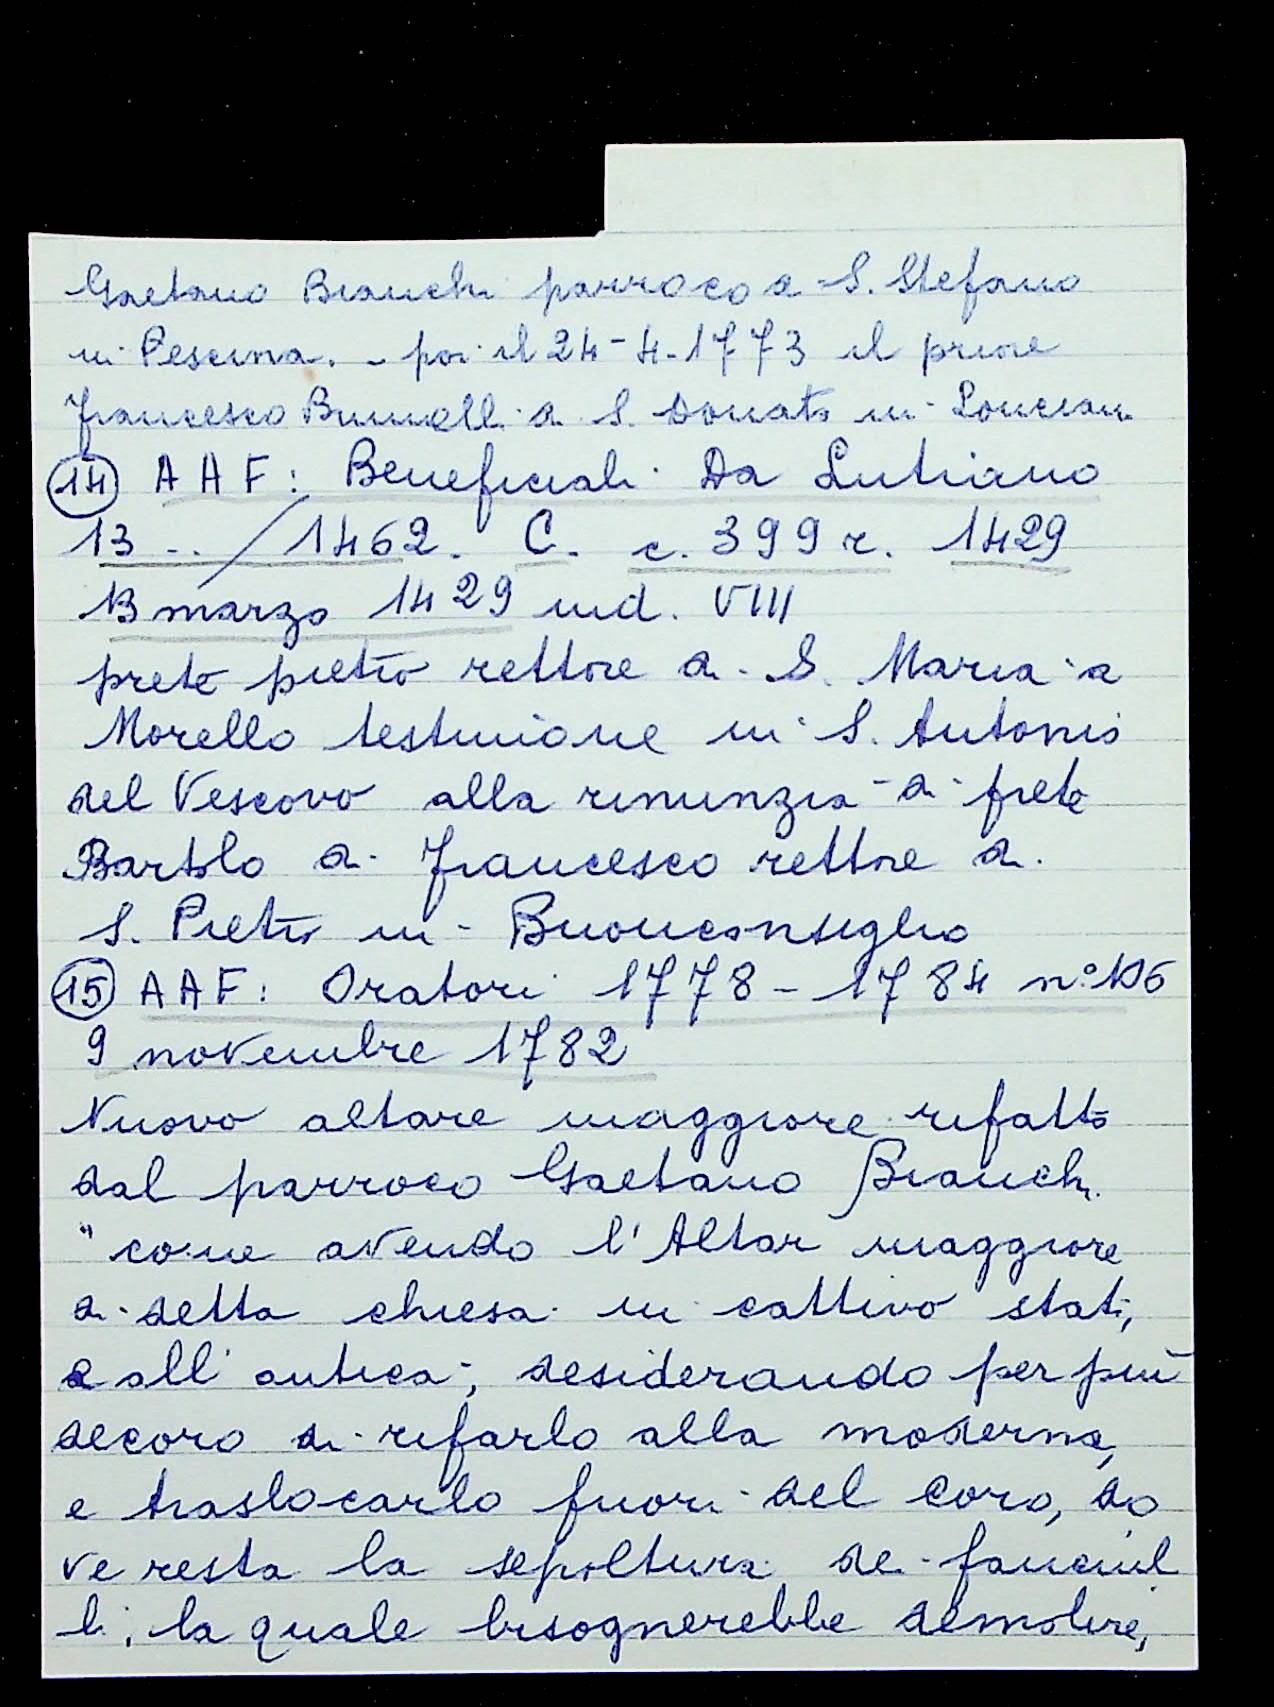 Gaetano Bianchi parroco a S. Stefano
in Pescina. - poi il 24-4-1773 il priore
Francesco Brunelli a S. Donato in
(14) AAF: Beneficiali Da Lutiano
13 .. / 1462. C. c. 399 r. 1429
13 marzo 1429 ind. VIII
prete pietro rettore di S. Maria a
Morello testimone in S. Antonio
del Vescovo alla rinunzia di prete
Bartolo di Francesco rettore di
S. Pietro in Buonconsiglio
(15) AAF: Oratori 1778 - 1784 n° 106
9 novembre 1782
Nuovo altare maggiore rifatto
dal parroco Gaetano Bianchi
" come avendo l'Altar maggiore
di detta chiesa in cattivo stato,
e all'antica, desiderando per più
decoro di rifarlo alla moderna,
e traslocarlo fuori del coro, do
ve resta la sepoltura dei fanciul
li, la quale bisognerebbe demolire,